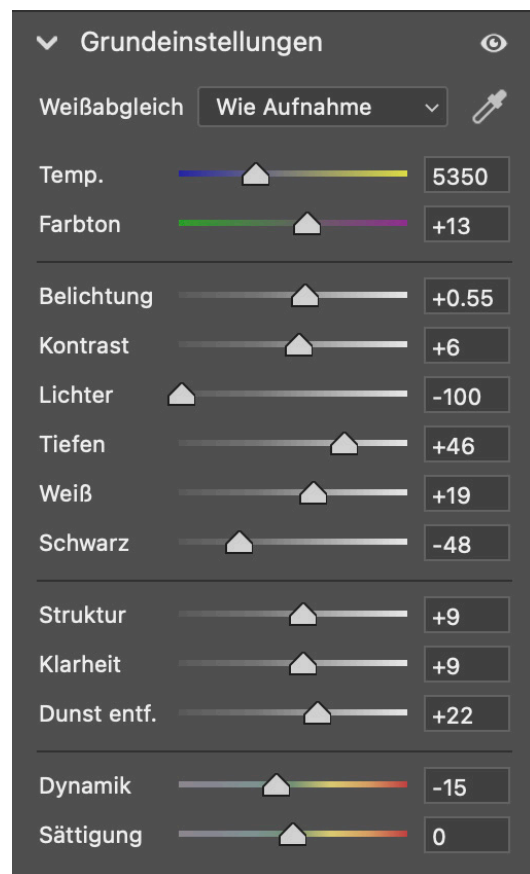 Grundeinstellungen
Weißabgleich Wie Aufnahme
Temp. 5350
Farbton +13
Belichtung +0.55
Kontrast +6
Lichter -100
Tiefen +46
Weiß +19
Schwarz -48
Struktur +9
Klarheit +9
Dunst entf. +22
Dynamik -15
Sättigung 0